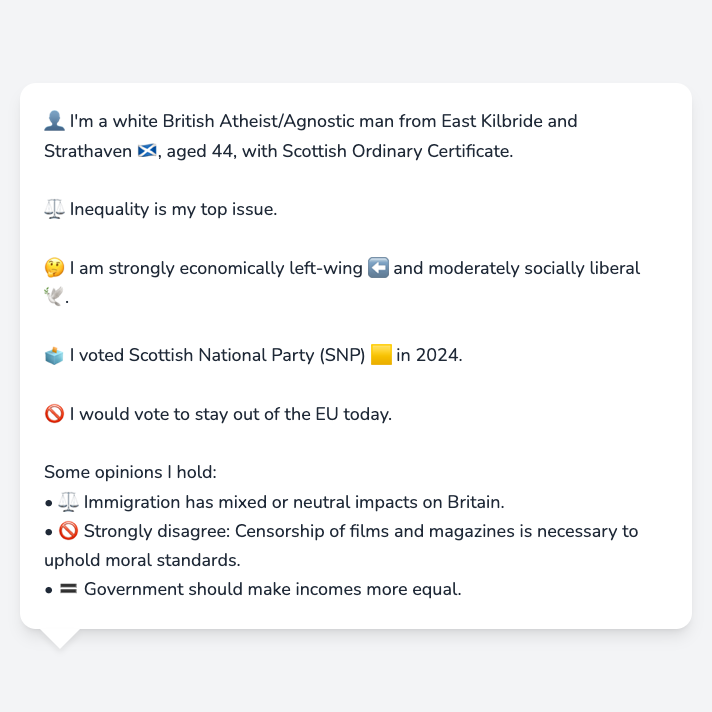 👤 I'm a white British Atheist/Agnostic man from East Kilbride and
Strathaven 🏴󠁧󠁢󠁳󠁣󠁴󠁿, aged 44, with Scottish Ordinary Certificate.
⚖️ Inequality is my top issue.
🤔 I am strongly economically left-wing ⬅️ and moderately socially liberal
🕊️.
🗳️ I voted Scottish National Party (SNP) 🟨 in 2024.
🚫 I would vote to stay out of the EU today.
Some opinions I hold:
• ⚖️ Immigration has mixed or neutral impacts on Britain.
• 🚫 Strongly disagree: Censorship of films and magazines is necessary to
uphold moral standards.
• 🟰 Government should make incomes more equal.